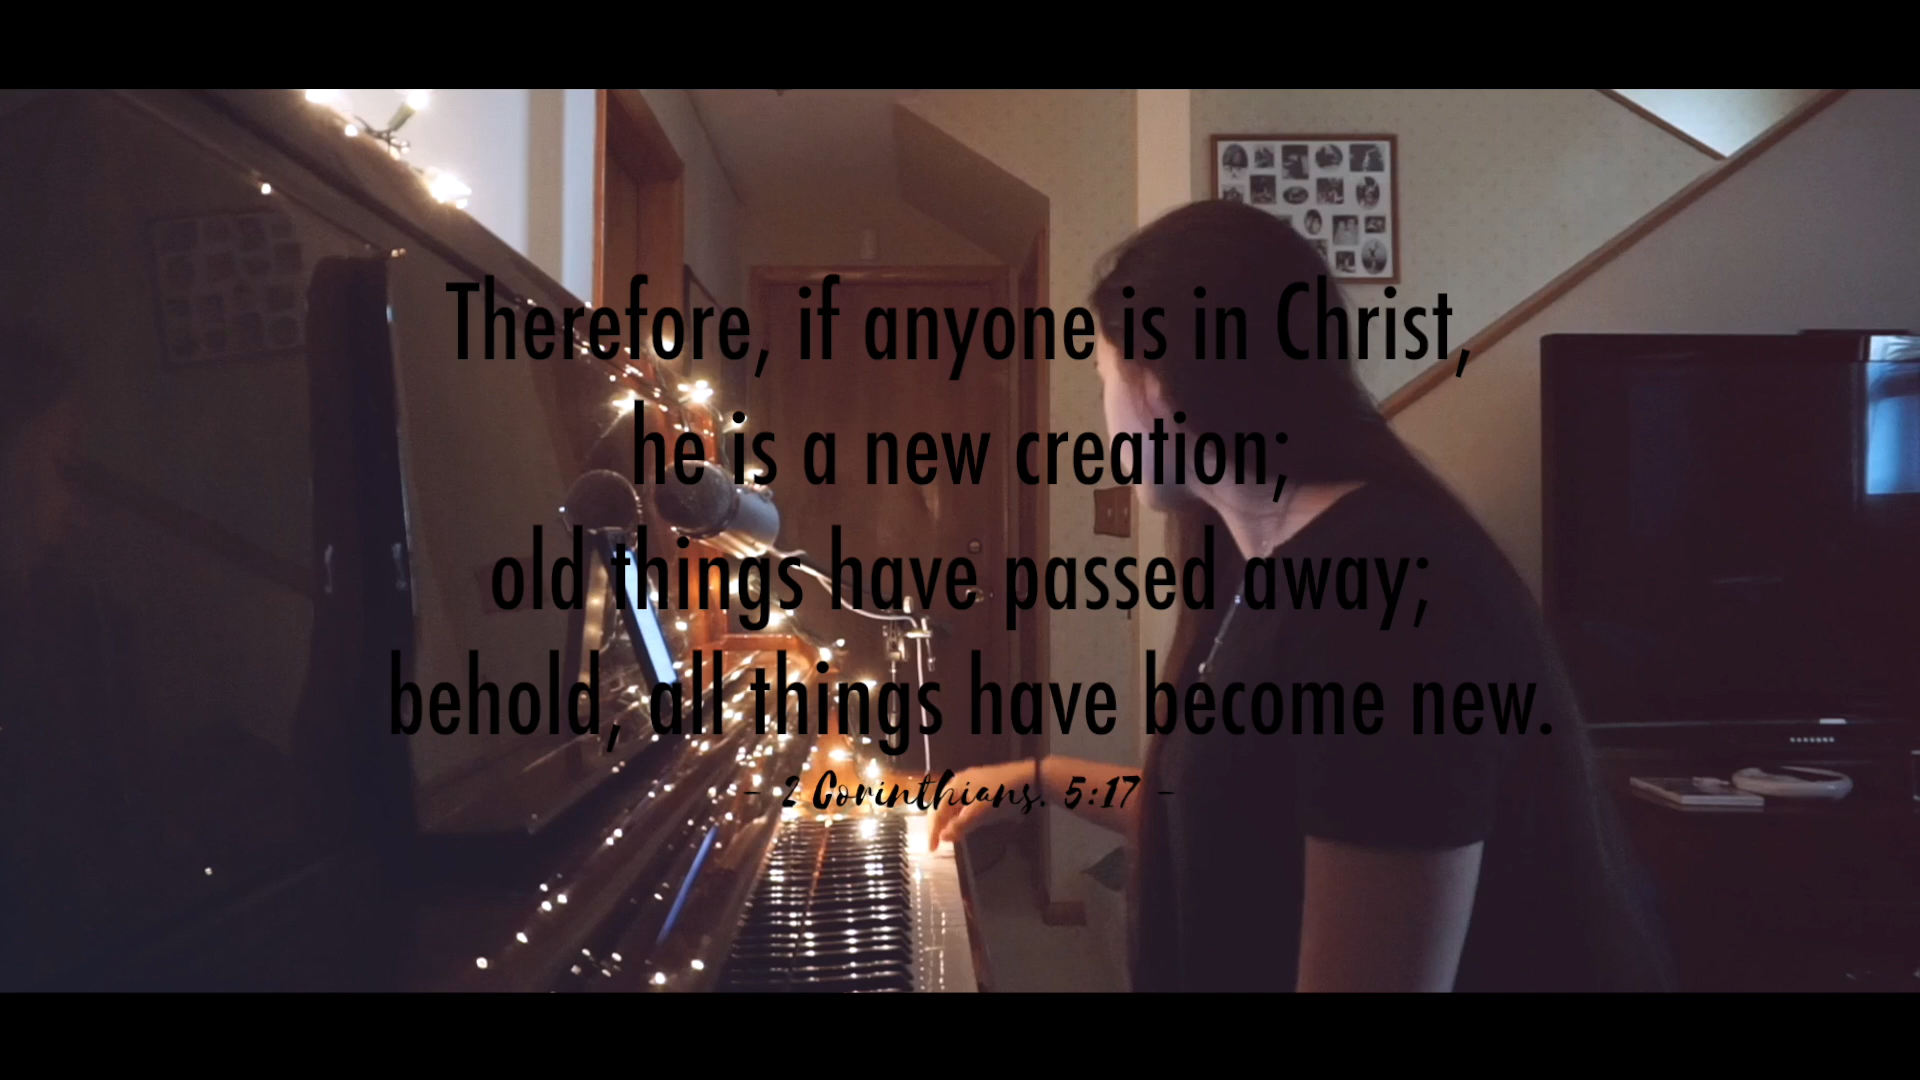 Therefore, if anyone is in Christ,
he is a new creation;
old things have passed away;
behold, all things have become new.
- 2 Corinthians. 5:17 -